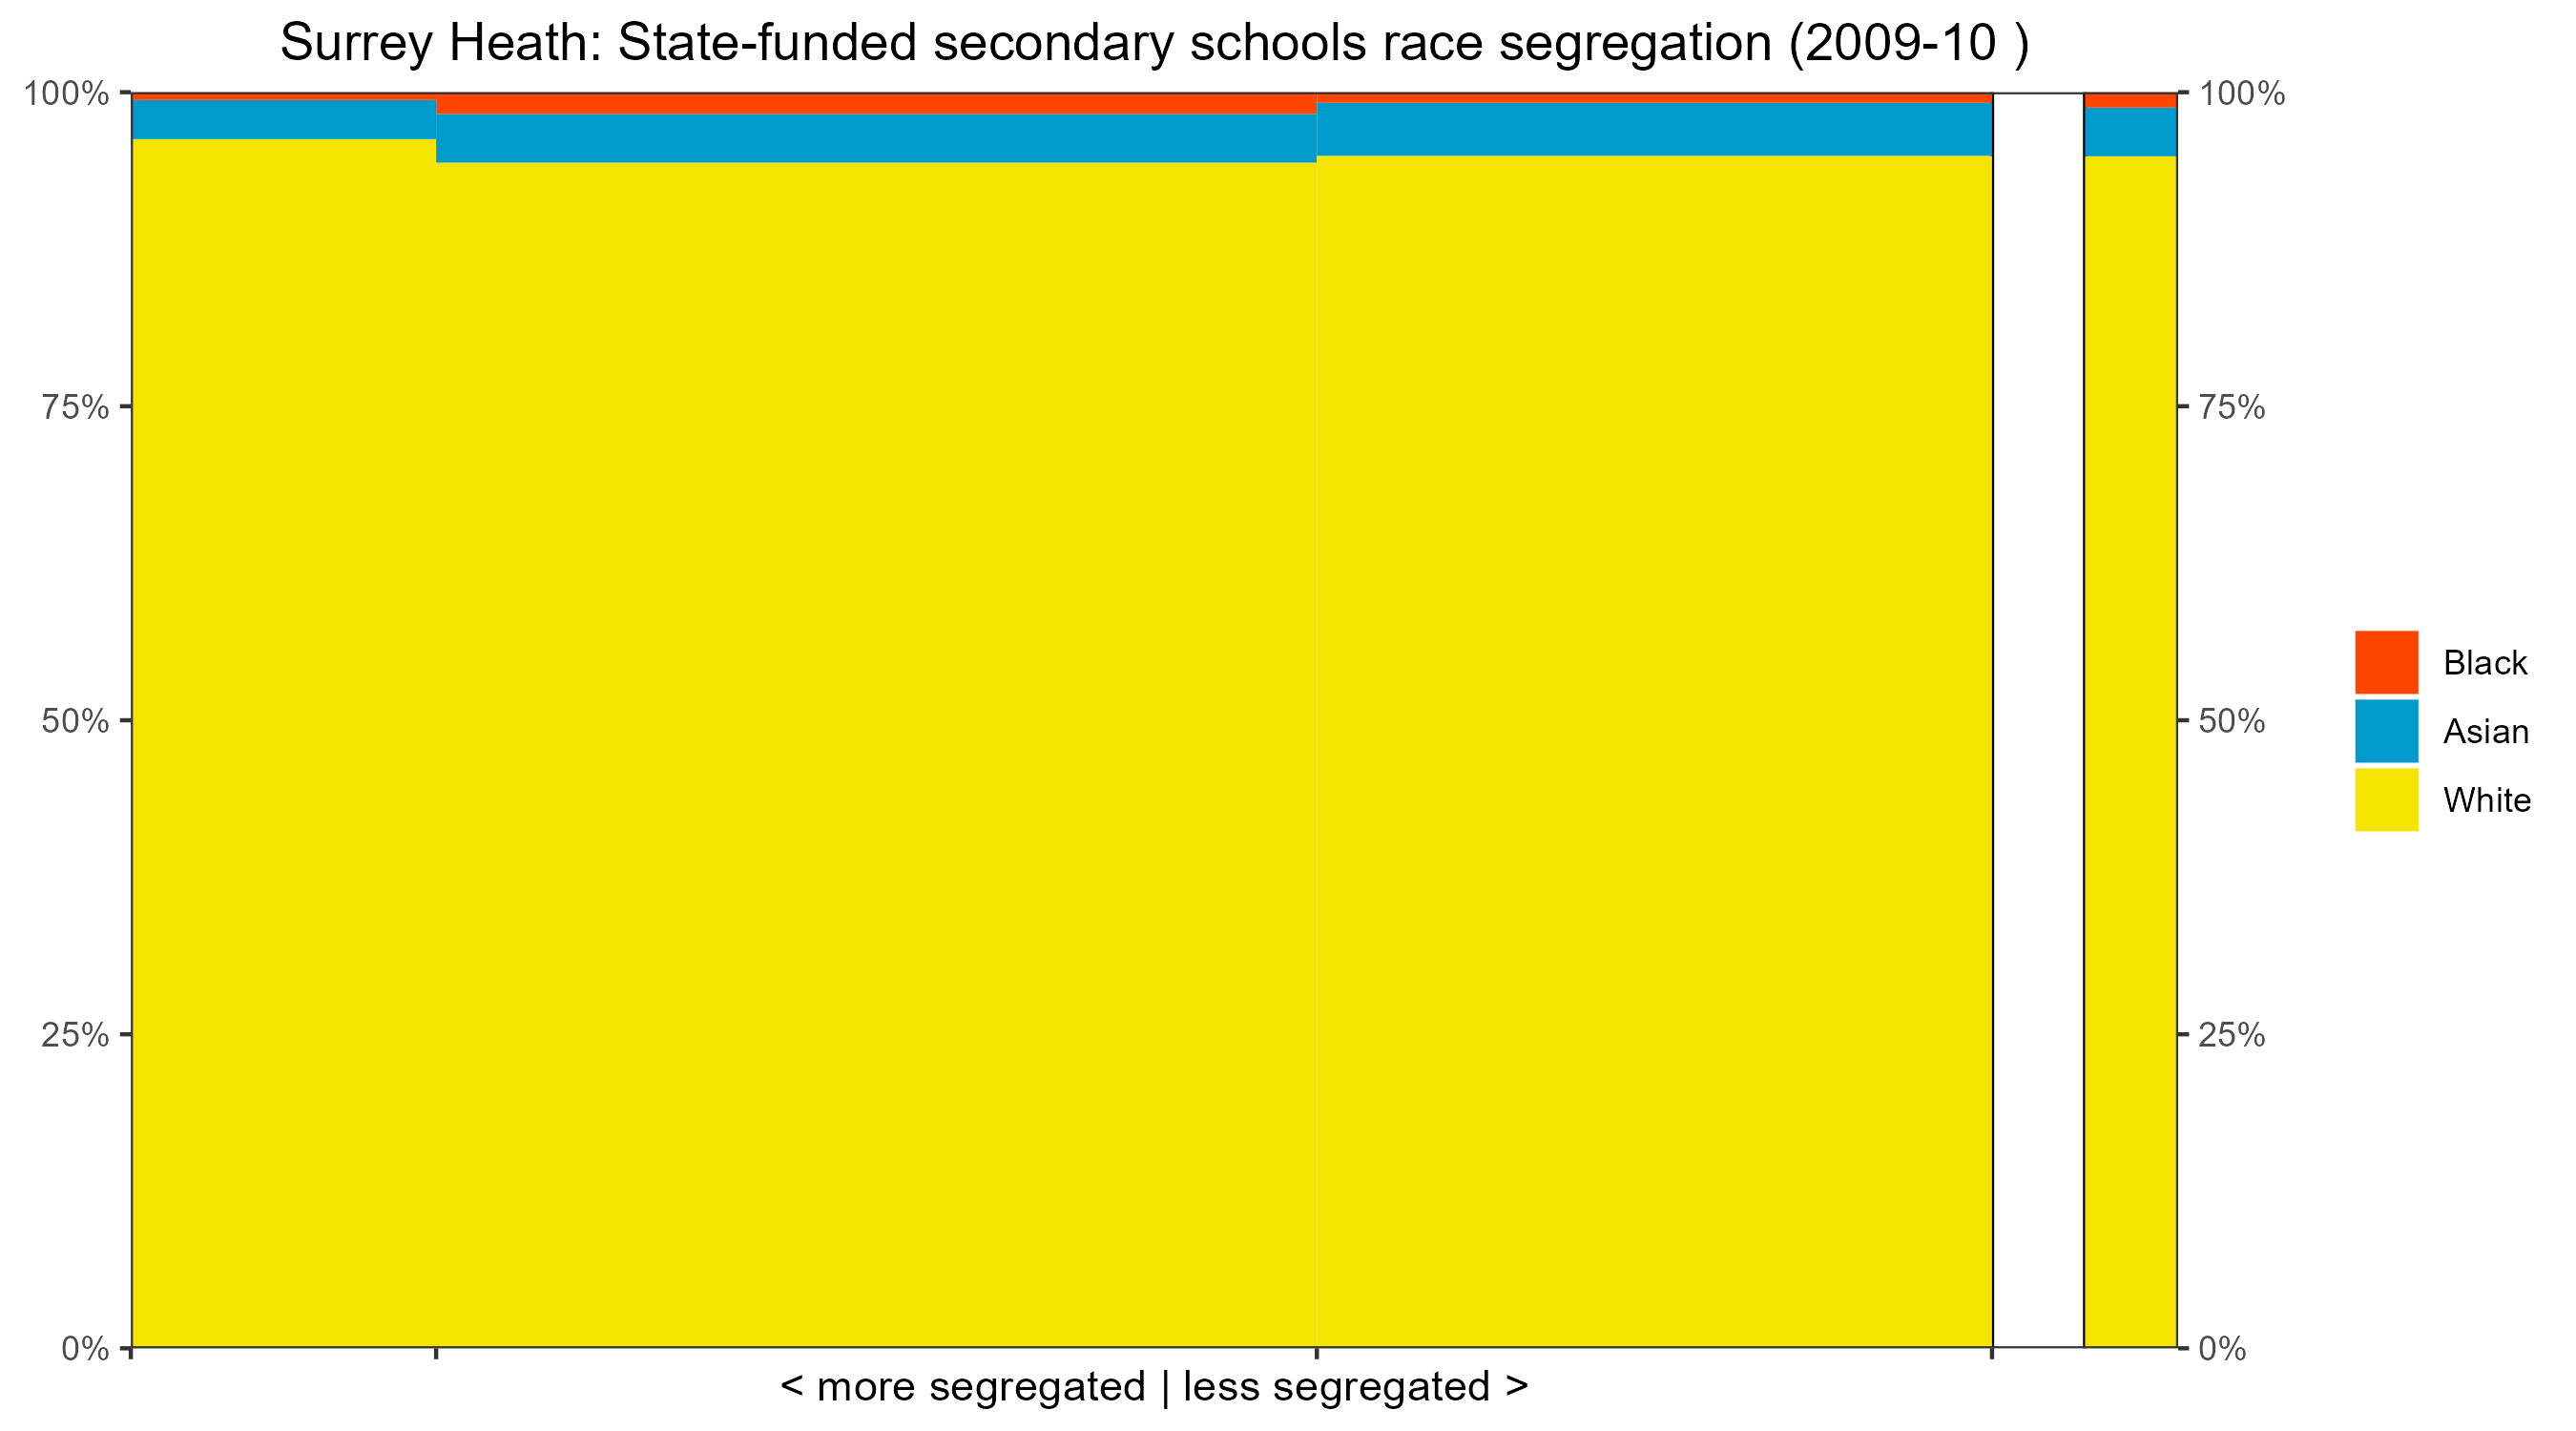 Surrey Heath: State-funded secondary schools race segregation (2009-10 )
100%
75%
50%
25%
0%
100%
75%
50%
25%
0%
Black
Asian
White
< more segregated | less segregated >